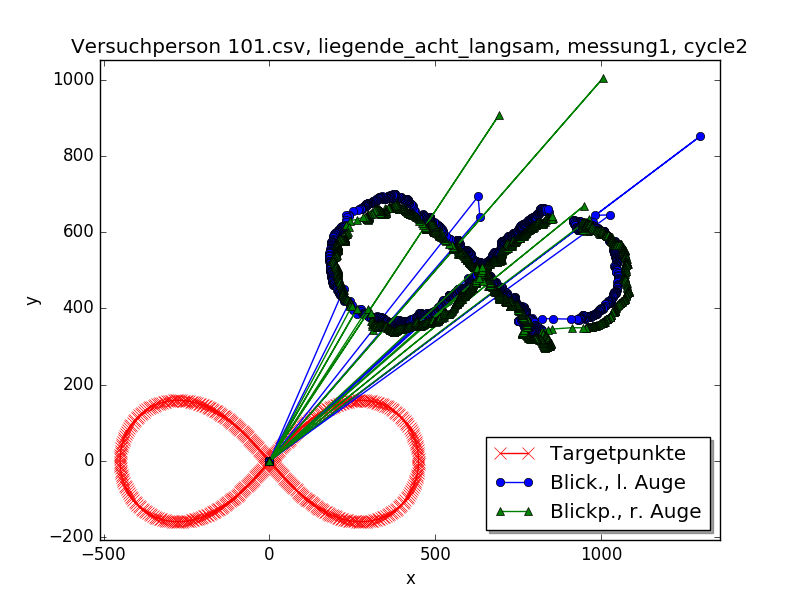 Versuchperson 101.csv, liegende_acht_langsam, messung1, cycle2
1000
800
600
400
200
0
−200
y
−500
0
500
1000
x
Targetpunkte
Blick., l. Auge
Blickp., r. Auge